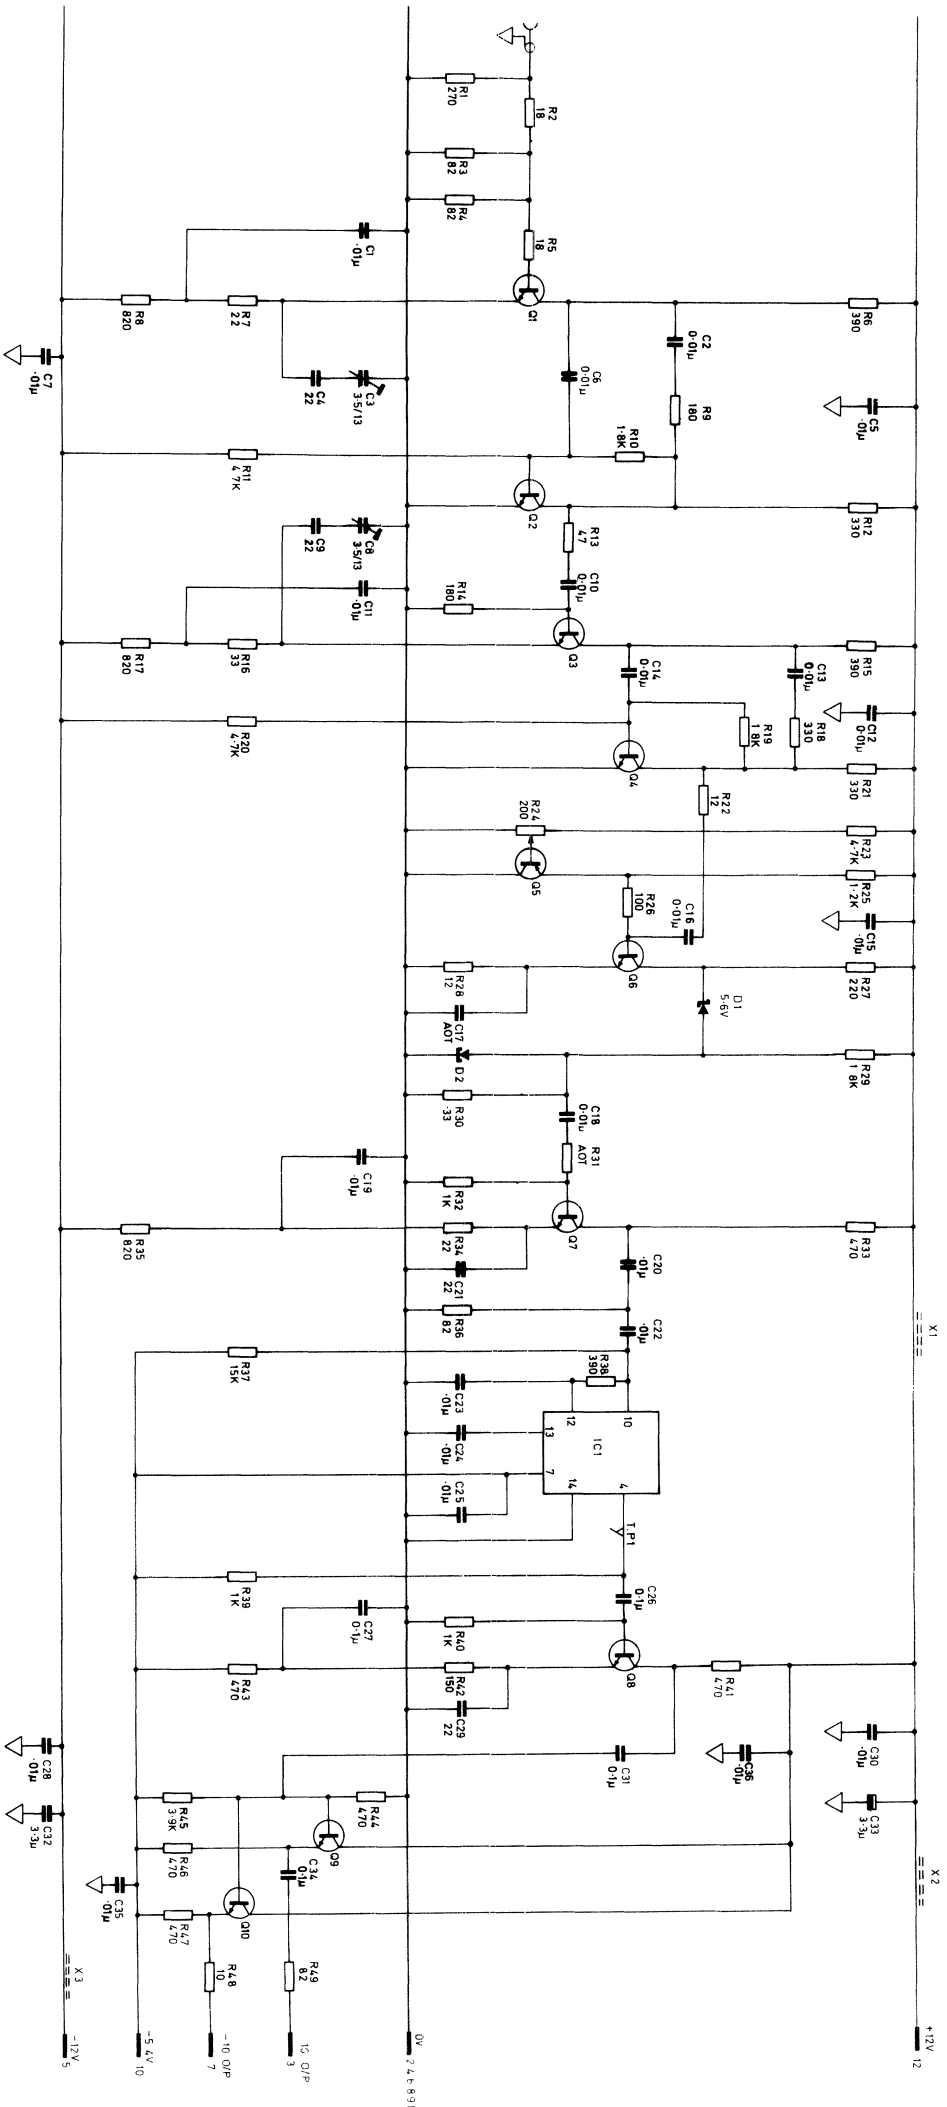 R1
270
R2
18
R3
82
R4
82
R5
18
C1
·01µ
R8
820
R7
22
Q1
R6
390
C7
·01µ
C4
22
C3
3·5/13
C6
0·01µ
C2
0·01µ
R9
180
C5
·01µ
R10
1·8K
R11
4·7K
Q2
R12
330
C9
22
C8
3·5/13
R13
47
C10
0·01µ
C11
·01µ
R14
180
R17
820
R16
33
Q3
R15
390
C14
0·01µ
C13
0·01µ
R18
330
C12
0·01µ
R19
1 8K
R20
4·7K
Q4
R21
330
R22
12
R24
200
R23
4·7K
Q5
R25
1·2K
R26
100
C16
0·01µ
C15
·01µ
Q6
R27
220
R28
12
D1
5·6V
C17
AOT
D2
R29
1 8K
R30
·33
C18
0·01µ
R31
AOT
C19
·01µ
R32
1K
R35
820
R34
22
Q7
R33
470
C21
22
C20
·01µ
R36
82
C22
·01µ
X1
R37
15K
R38
390
C23
·01µ
C24
·01µ
C25
·01µ
IC1
10
12
13
7
14
4
T.P1
R39
1K
C26
0·1µ
C27
0·1µ
R40
1K
R43
470
R42
150
Q8
R41
470
C29
22
C28
·01µ
C31
0·1µ
C36
·01µ
C30
·01µ
R45
3·9K
R44
470
C32
3·3µ
C33
3·3µ
R46
470
Q9
C34
0·1µ
C35
·01µ
R47
470
Q10
X2
R48
10
R49
82
X3
-12V
5
-5 4V
10
-10 O/P
7
10 O/P
3
0V
+12V
12